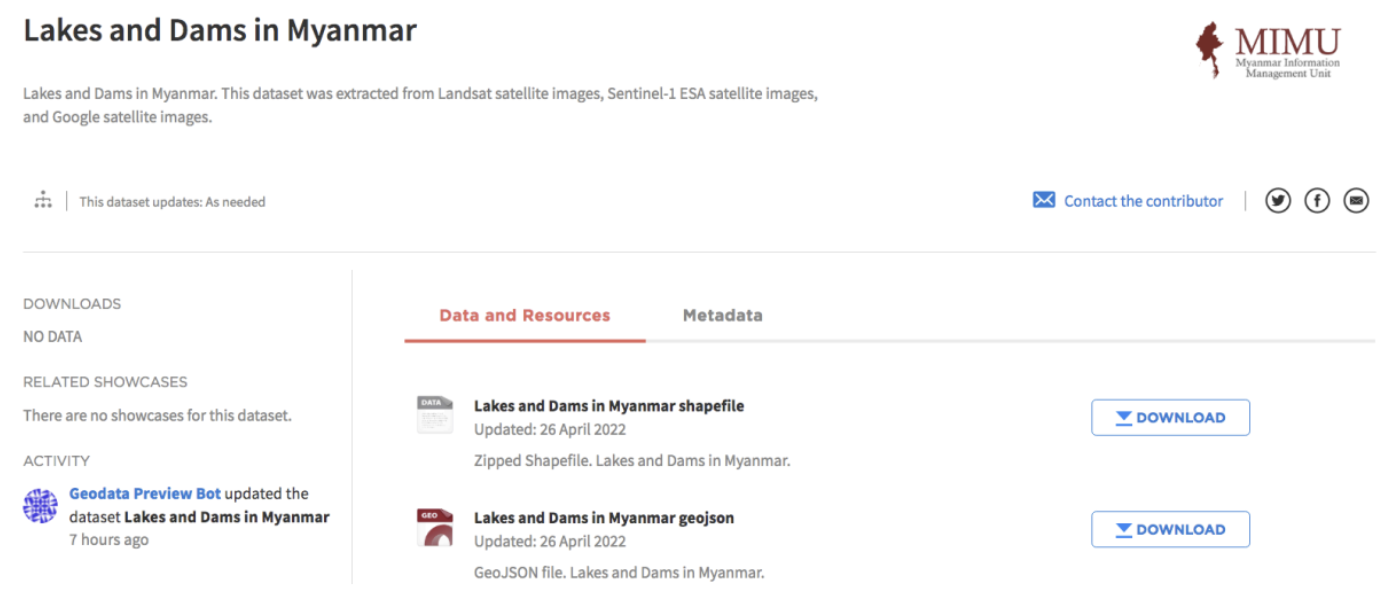 Lakes and Dams in Myanmar
MIMU
Myanmar Information
Management Unit
Lakes and Dams in Myanmar. This dataset was extracted from Landsat satellite images, Sentinel-1 ESA satellite images,
and Google satellite images.
This dataset updates: As needed
Contact the contributor
DOWNLOADS
NO DATA
RELATED SHOWCASES
There are no showcases for this dataset.
ACTIVITY
Geodata Preview Bot updated the
dataset Lakes and Dams in Myanmar
7 hours ago
Data and Resources
Metadata
DATA
Lakes and Dams in Myanmar shapefile
Updated: 26 April 2022
Zipped Shapefile. Lakes and Dams in Myanmar.
DOWNLOAD
GEO
Lakes and Dams in Myanmar geojson
Updated: 26 April 2022
GeoJSON file. Lakes and Dams in Myanmar.
DOWNLOAD